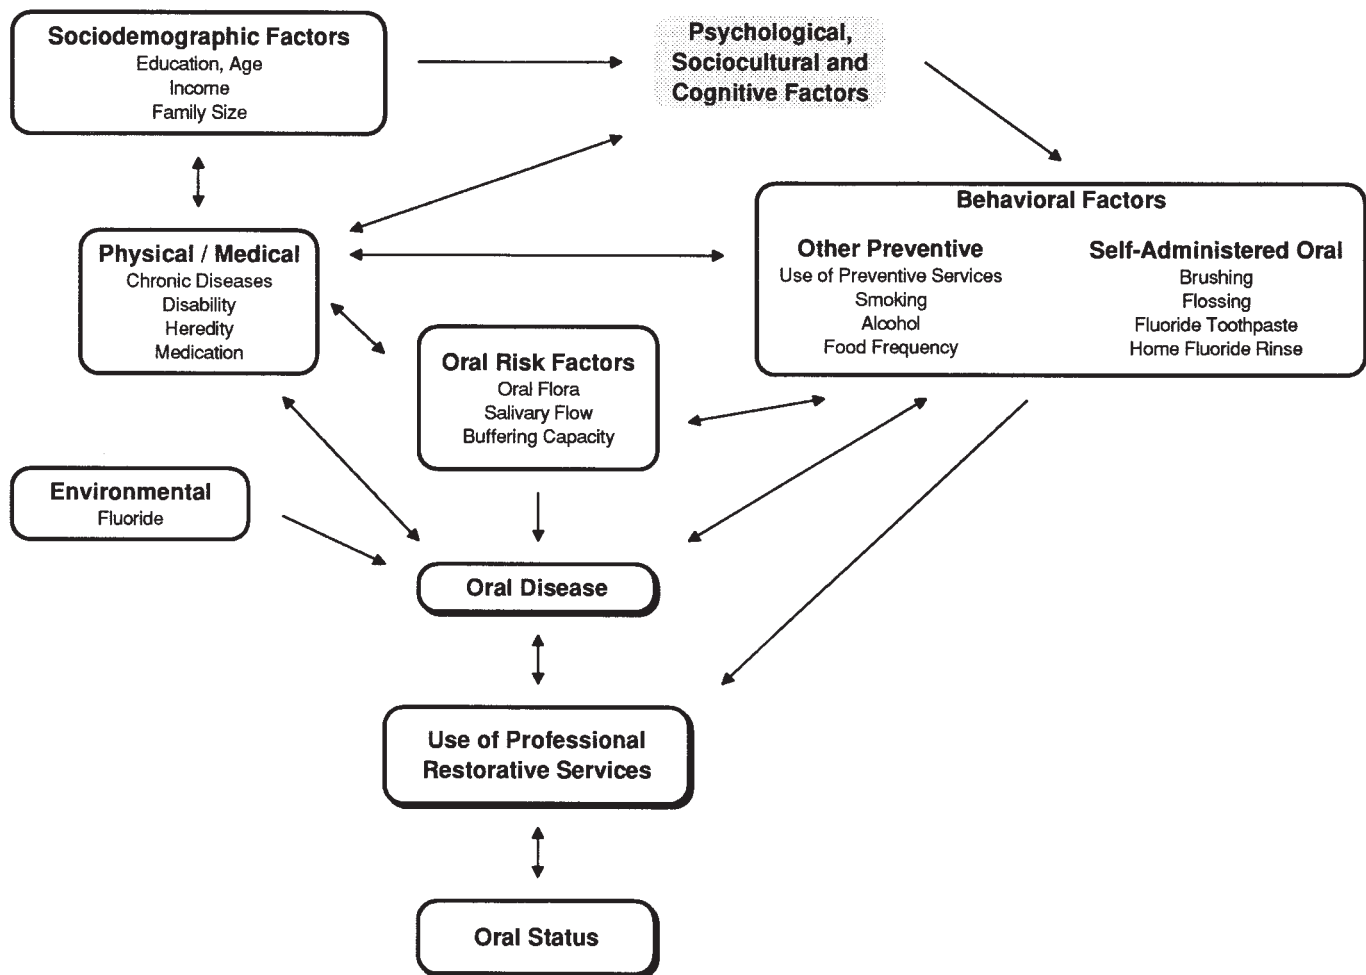 Sociodemographic Factors
Education, Age
Income
Family Size
Psychological,
Sociocultural and
Cognitive Factors
Physical / Medical
Chronic Diseases
Disability
Heredity
Medication
Behavioral Factors
Other Preventive
Use of Preventive Services
Smoking
Alcohol
Food Frequency
Self-Administered Oral
Brushing
Flossing
Fluoride Toothpaste
Home Fluoride Rinse
Oral Risk Factors
Oral Flora
Salivary Flow
Buffering Capacity
Environmental
Fluoride
Oral Disease
Use of Professional
Restorative Services
Oral Status